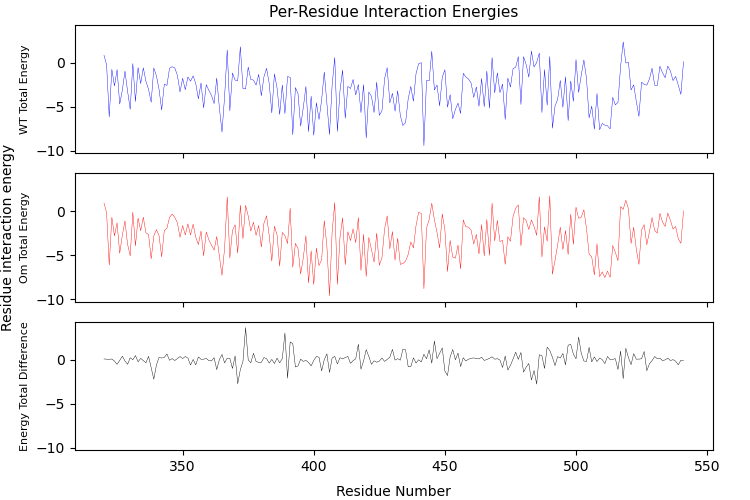 Per-Residue Interaction Energies
Residue interaction energy
WT Total Energy
0
−5
−10
Om Total Energy
0
−5
−10
Energy Total Difference
0
−5
−10
350 400 450 500 550
Residue Number